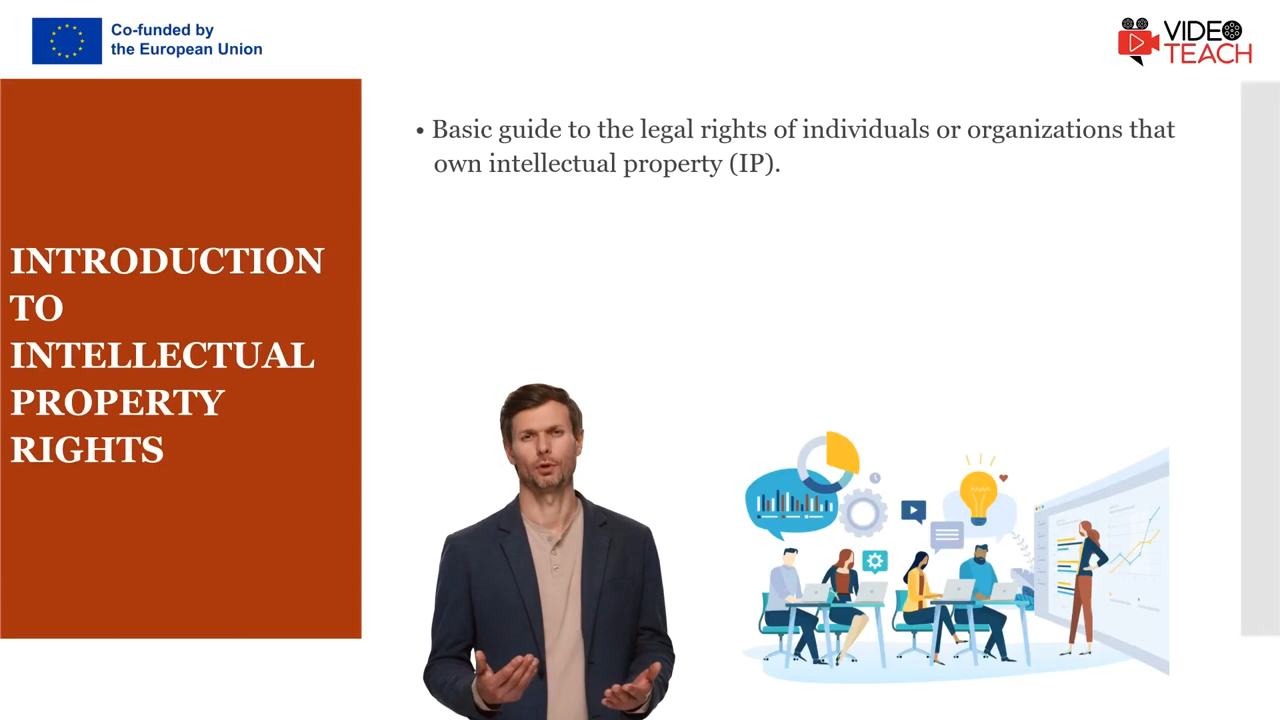 Co-funded by
the European Union
VIDEO
TEACH
INTRODUCTION
TO
INTELLECTUAL
PROPERTY
RIGHTS
• Basic guide to the legal rights of individuals or organizations that
own intellectual property (IP).